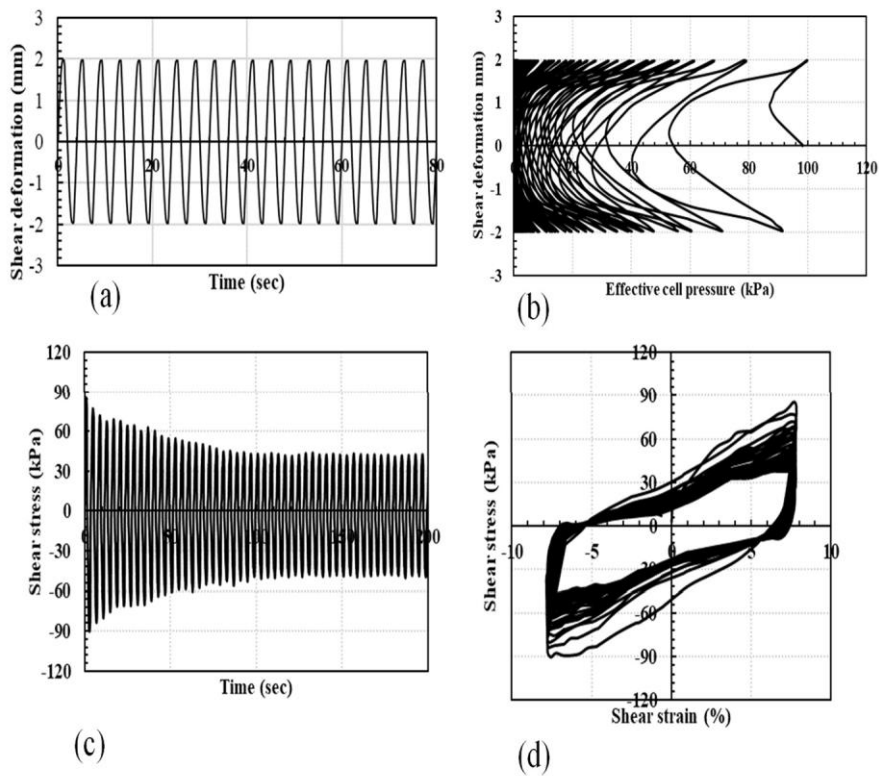 3
2
1
0
-1
-2
-3
Shear deformation (mm)
0 20 40 60 80
Time (sec)
(a)
3
2
1
0
-1
-2
-3
Shear deformation mm)
20 40 60 80 100 120
Effective cell pressure (kPa)
(b)
120
90
60
30
0
-30
-60
-90
-120
Shear stress (kPa)
200
Time (sec)
(c)
120
90
60
30
0
30
-60
-90
-120
Shear stress (kPa)
-10 -5 0 5 10
Shear strain (%)
(d)